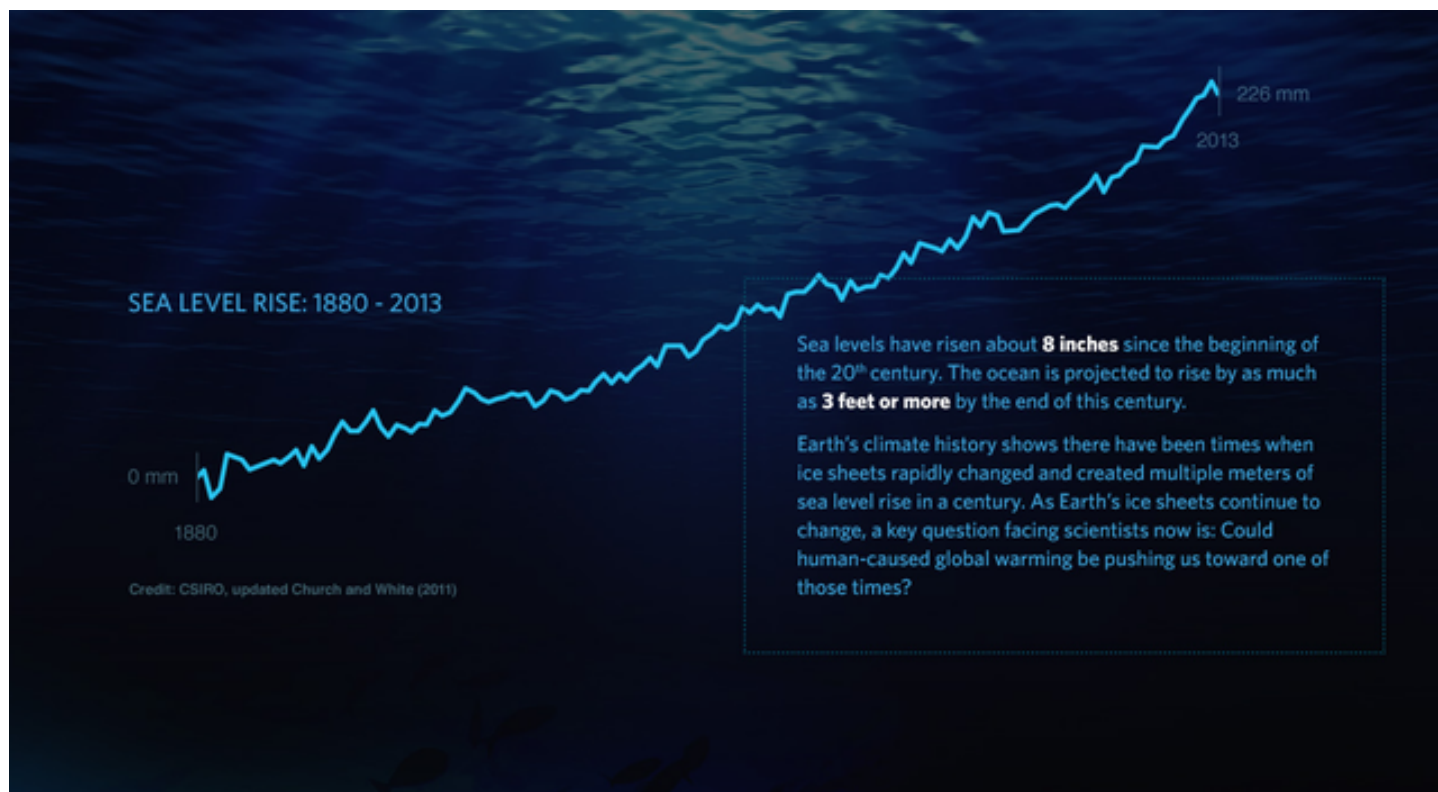 226 mm
2013
SEA LEVEL RISE: 1880 - 2013
Sea levels have risen about 8 inches since the beginning of
the 20th century. The ocean is projected to rise by as much
as 3 feet or more by the end of this century.
Earth's climate history shows there have been times when
ice sheets rapidly changed and created multiple meters of
sea level rise in a century. As Earth's ice sheets continue to
change, a key question facing scientists now is: Could
human-caused global warming be pushing us toward one of
those times?
0 mm
1880
Credit: CSIRO, updated Church and White (2011)